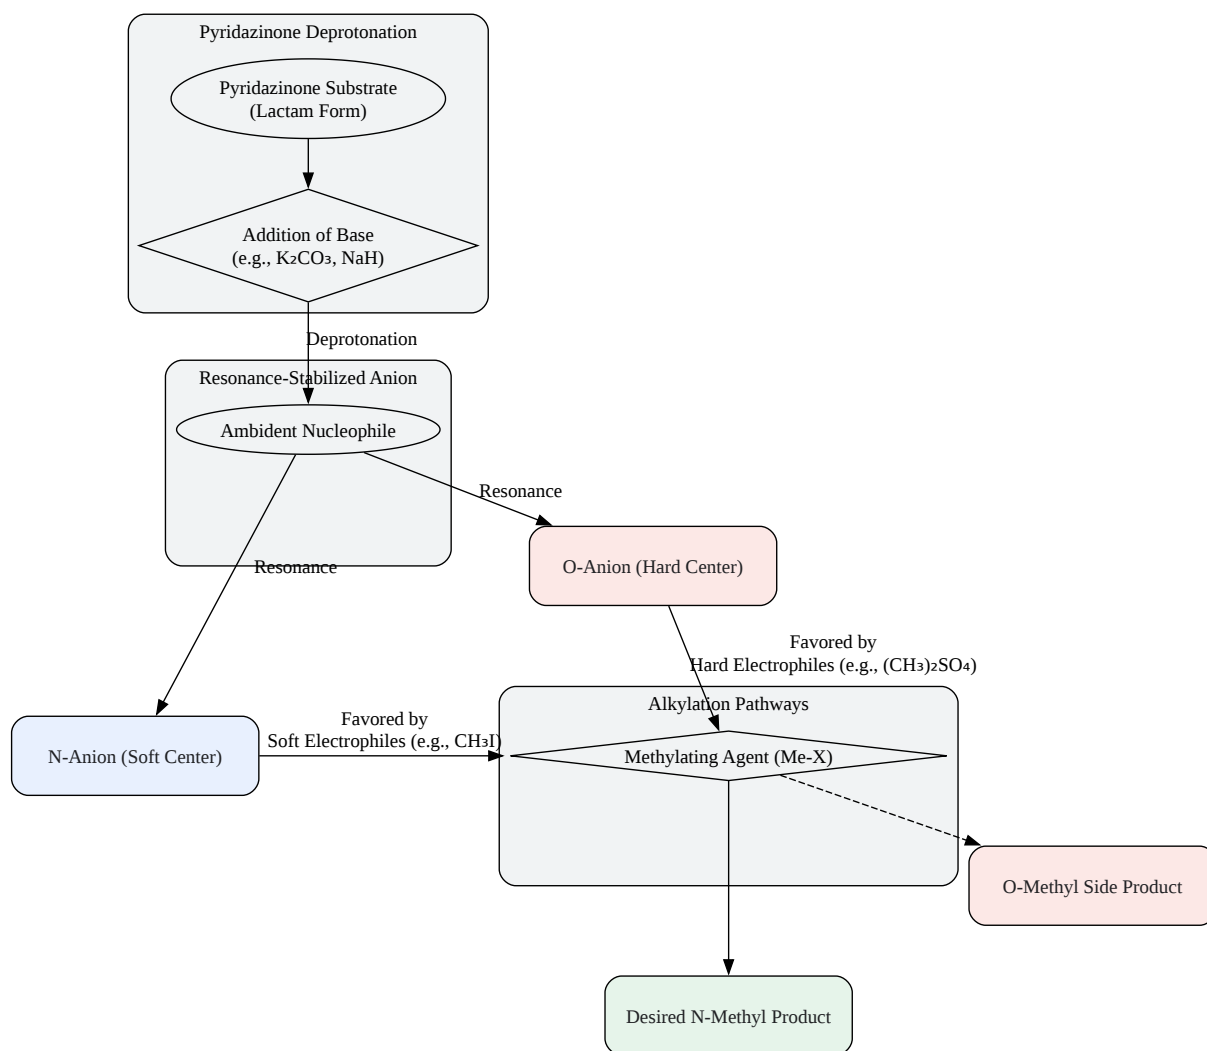 Pyridazinone Deprotonation
Pyridazinone Substrate
(Lactam Form)
Addition of Base
(e.g., K₂CO₃, NaH)
Deprotonation
Resonance-Stabilized Anion
Ambident Nucleophile
Resonance
Resonance
O-Anion (Hard Center)
Favored by
Hard Electrophiles (e.g., (CH₃)₂SO₄)
Alkylation Pathways
N-Anion (Soft Center)
Favored by
Soft Electrophiles (e.g., CH₃I)
Methylating Agent (Me-X)
O-Methyl Side Product
Desired N-Methyl Product